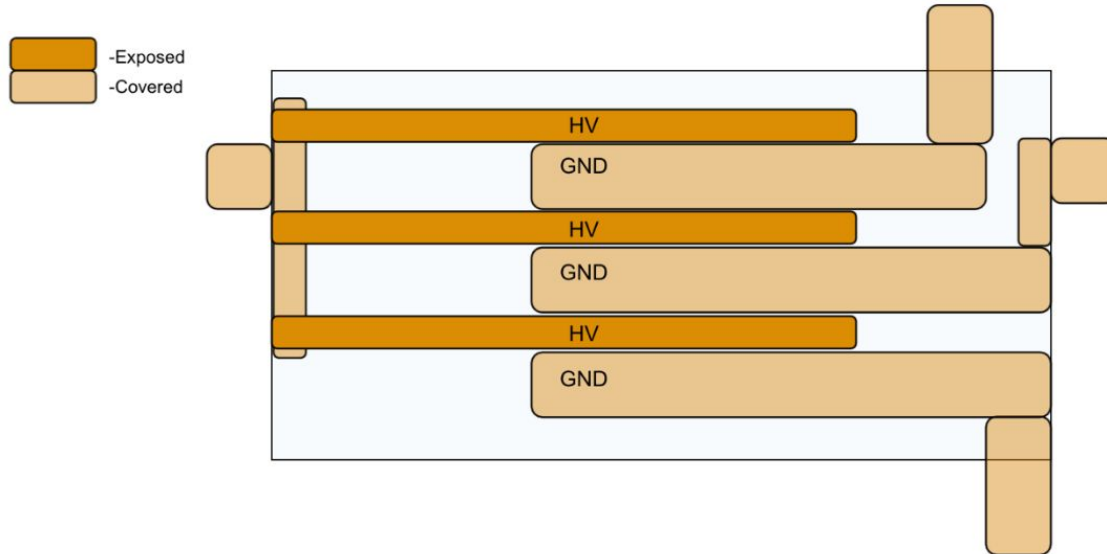 -Exposed
-Covered
HV
GND
HV
GND
HV
GND